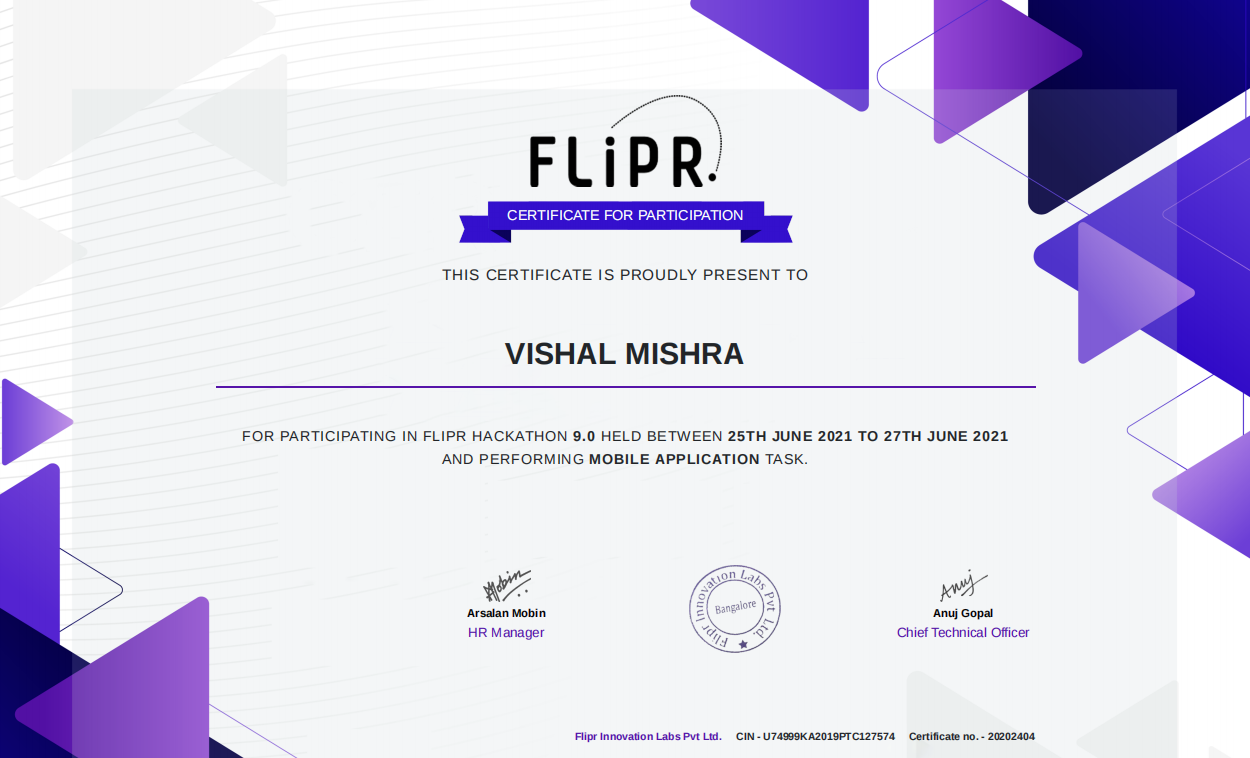 FLiPR.
CERTIFICATE FOR PARTICIPATION
THIS CERTIFICATE IS PROUDLY PRESENT TO
VISHAL MISHRA
FOR PARTICIPATING IN FLIPR HACKATHON 9.0 HELD BETWEEN 25TH JUNE 2021 TO 27TH JUNE 2021
AND PERFORMING MOBILE APPLICATION TASK.
AMobin
Arsalan Mobin
HR Manager
Flipr Innovation Labs Pvt Ltd.
Bangalore
Anuj
Anuj Gopal
Chief Technical Officer
Flipr Innovation Labs Pvt Ltd. CIN - U74999KA2019PTC127574 Certificate no. - 20202404